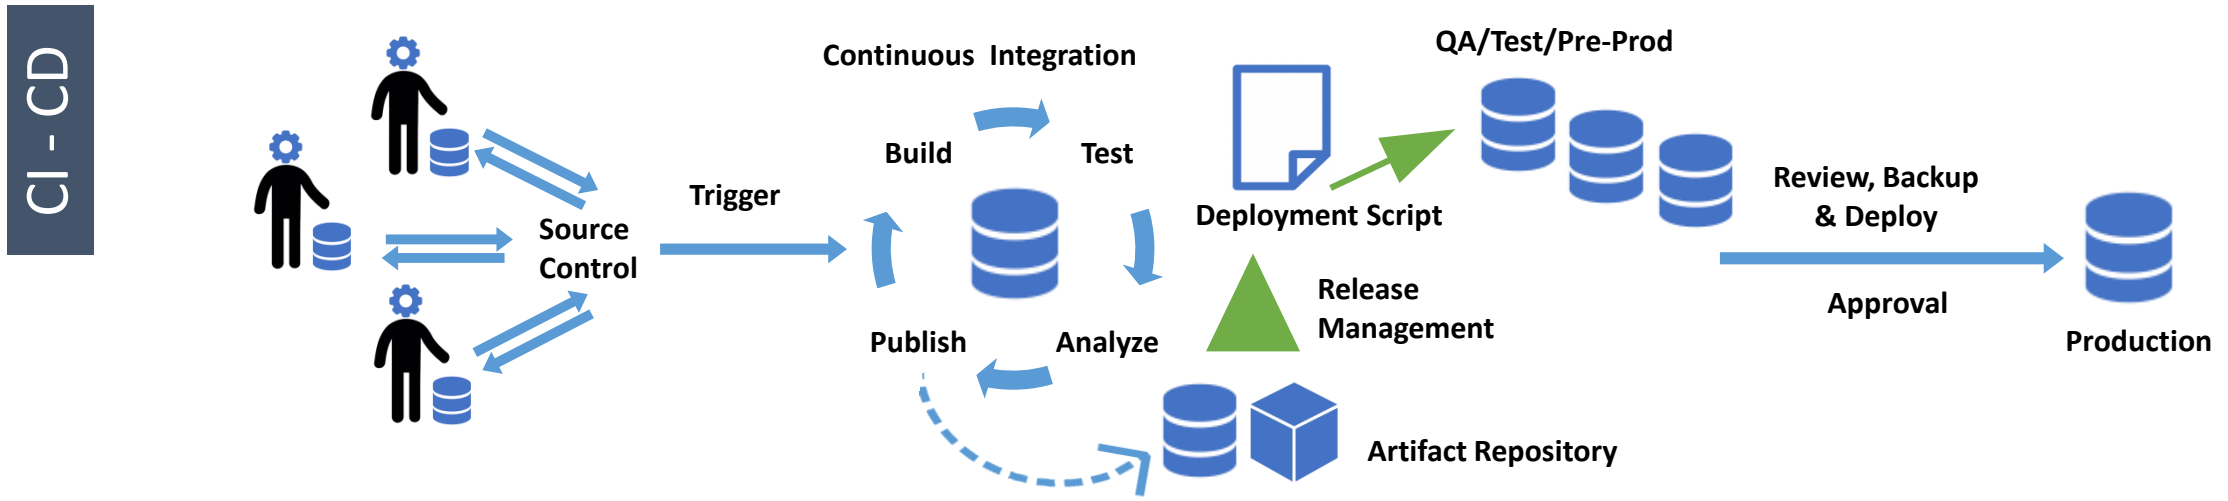 CI - CD
Source
Control
Trigger
Continuous Integration
Build
Test
Analyze
Publish
Artifact Repository
Release
Management
Deployment Script
QA/Test/Pre-Prod
Review, Backup
& Deploy
Approval
Production